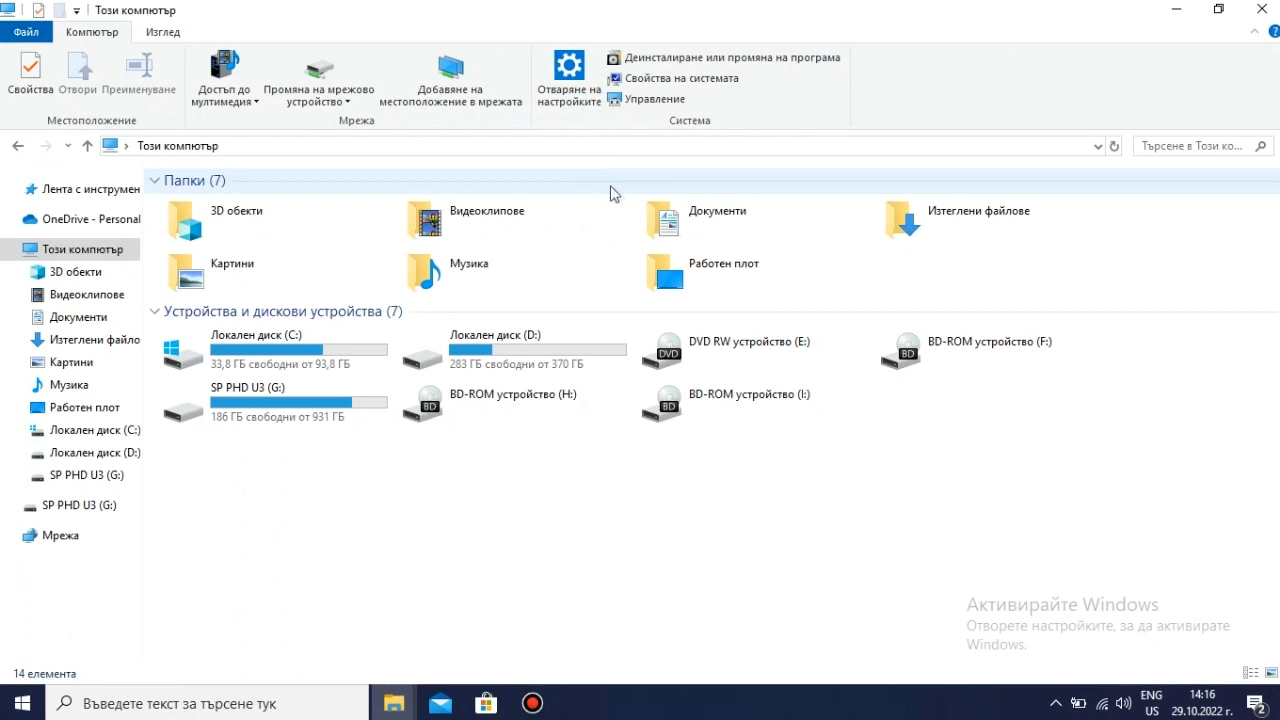 Този компютър
Файл Компютър Изглед
Свойства Отвори Преименуване
Местоположение
Достъп до мултимедия
Промяна на мрежово устройство
Добавяне на местоположение в мрежата
Мрежа
Отваряне на настройките
Деинсталиране или промяна на програма
Свойства на системата
Управление
Система
Този компютър
Търсене в Този ко...
Лента с инструмен
OneDrive - Personal
Този компютър
3D обекти
Видеоклипове
Документи
Изтеглени файло
Картини
Музика
Работен плот
Локален диск (C:)
Локален диск (D:)
SP PHD U3 (G:)
SP PHD U3 (G:)
Мрежа
Папки (7)
3D обекти
Видеоклипове
Документи
Изтеглени файлове
Картини
Музика
Работен плот
Устройства и дискови устройства (7)
Локален диск (C:)
33,8 ГБ свободни от 93,8 ГБ
Локален диск (D:)
283 ГБ свободни от 370 ГБ
DVD RW устройство (E:)
DVD
BD-ROM устройство (F:)
BD
SP PHD U3 (G:)
186 ГБ свободни от 931 ГБ
BD-ROM устройство (H:)
BD
BD-ROM устройство (I:)
BD
Активирайте Windows
Отворете настройките, за да активирате
Windows.
14 елемента
Въведете текст за търсене тук
ENG
US
14:16
29.10.2022 г.
2